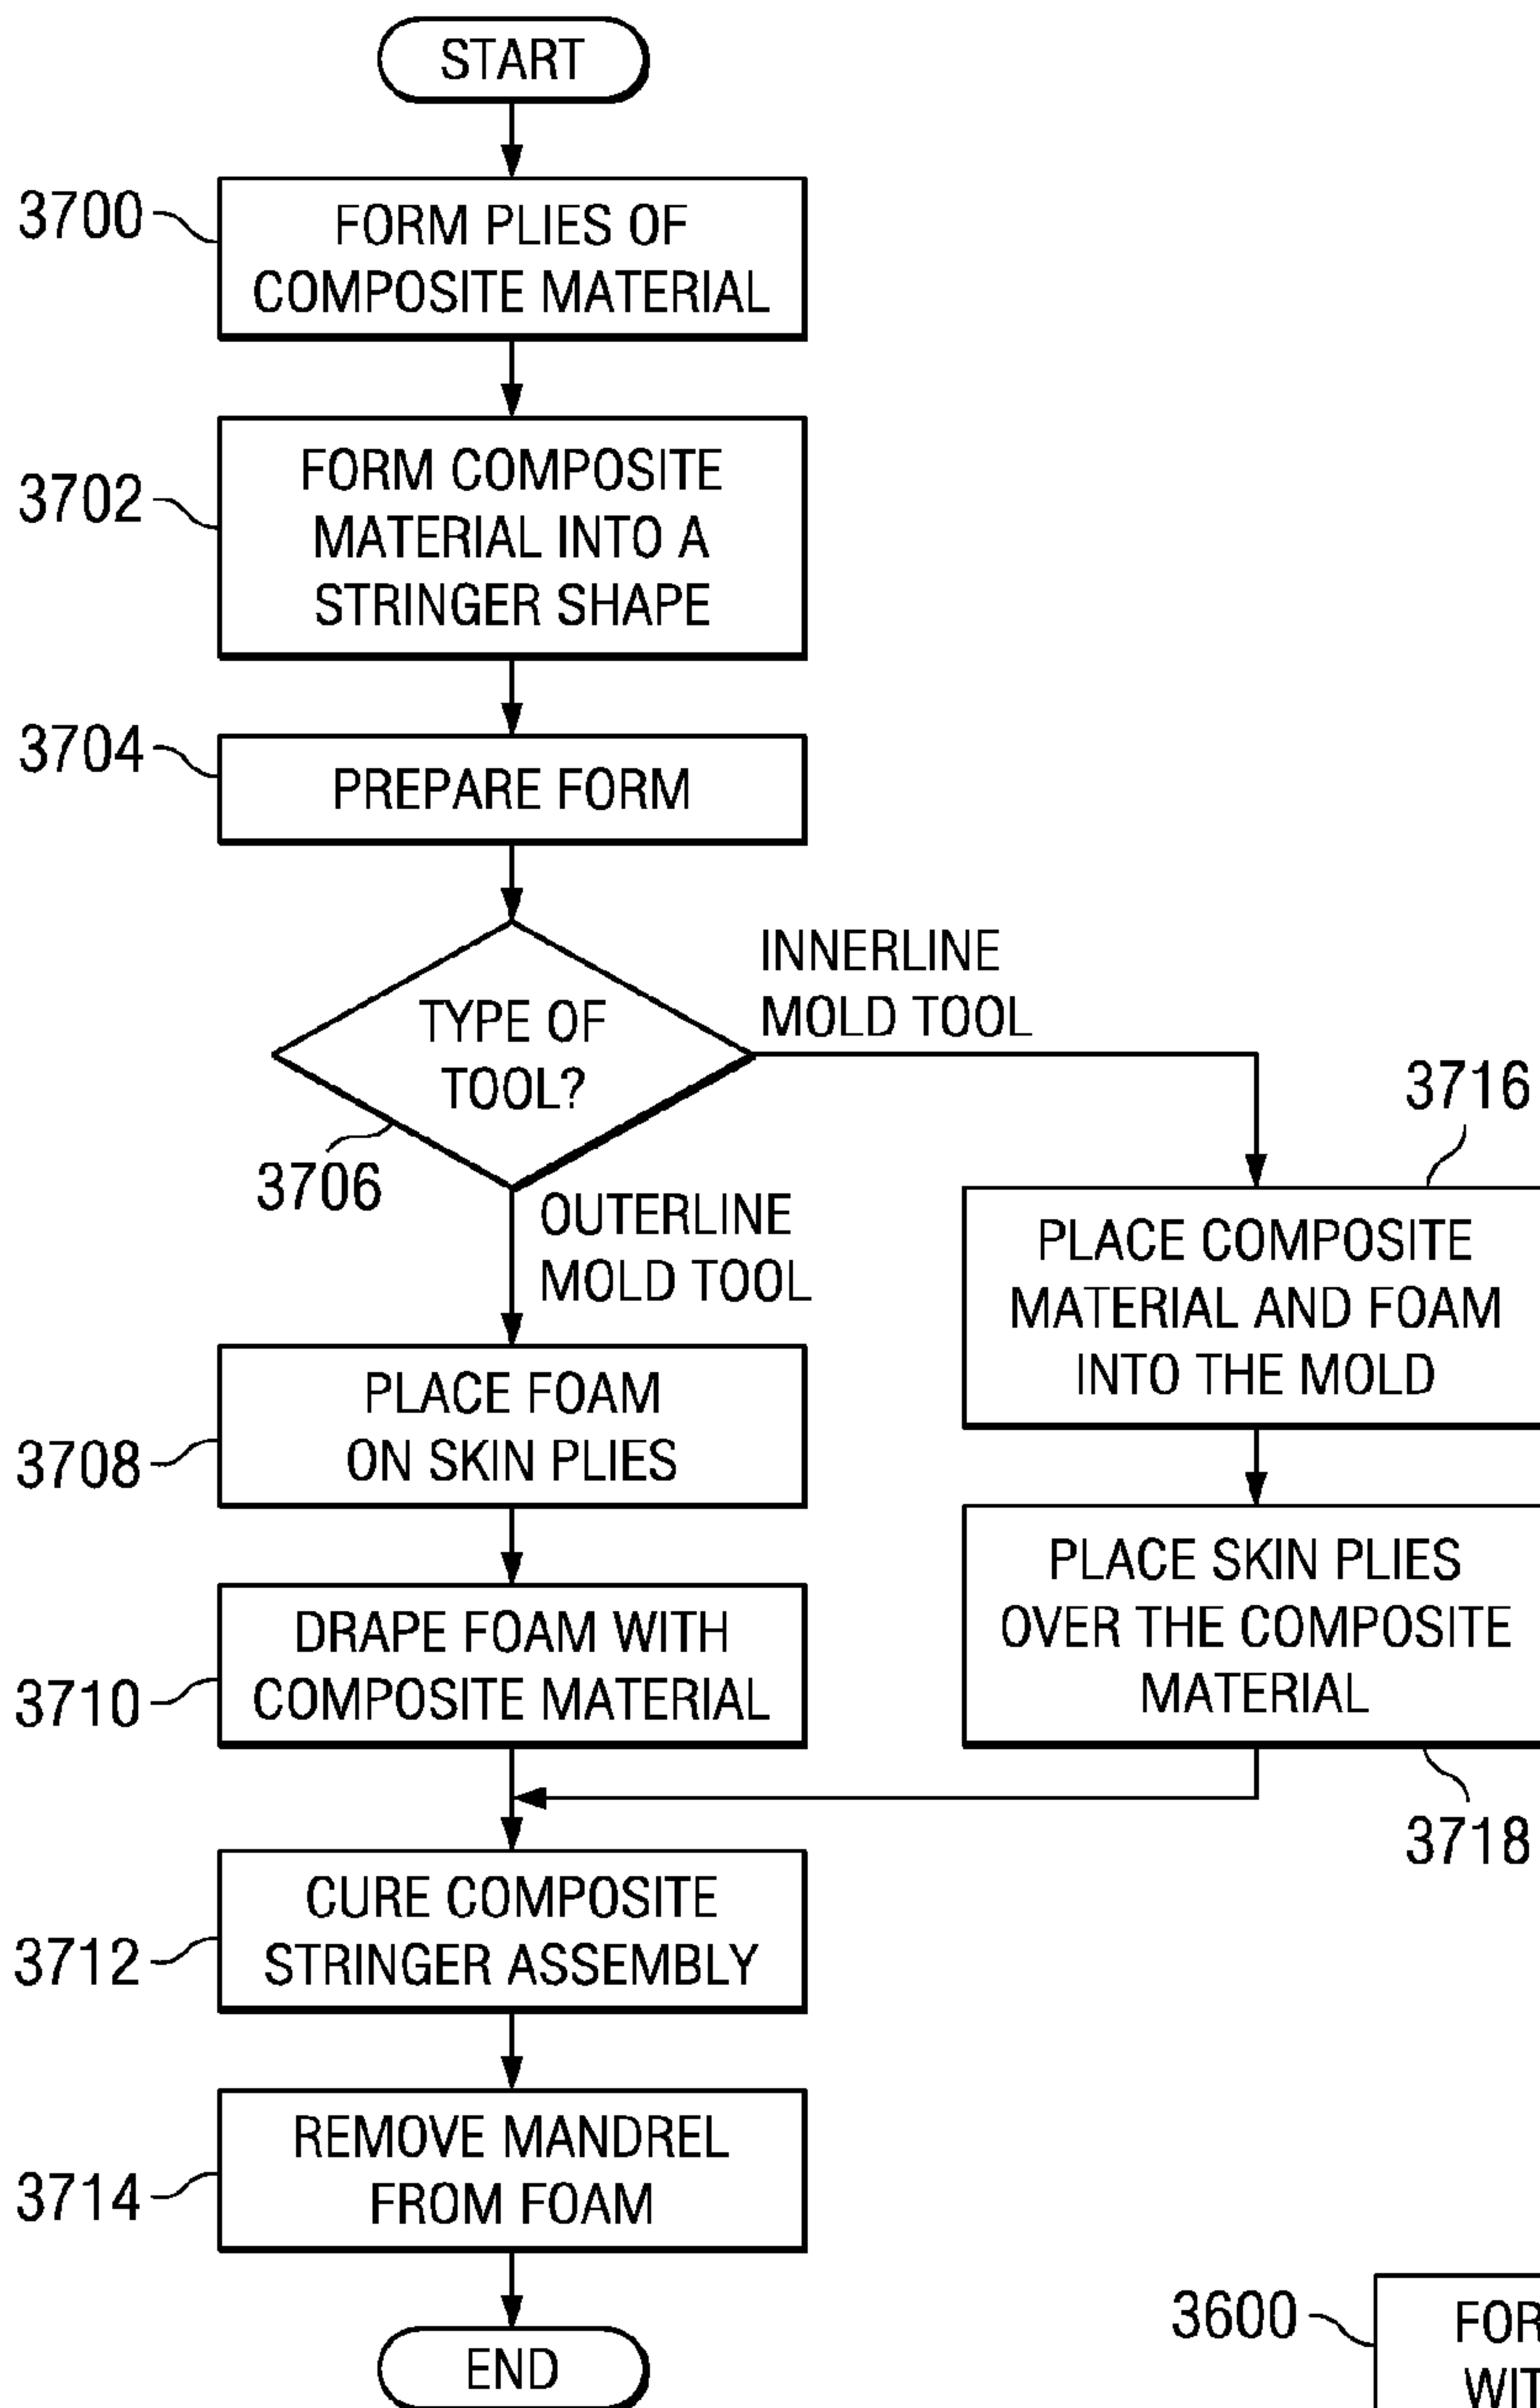 START
3700
FORM PLIES OF
COMPOSITE MATERIAL
3702
FORM COMPOSITE
MATERIAL INTO A
STRINGER SHAPE
3704
PREPARE FORM
TYPE OF
TOOL?
3706
INNERLINE
MOLD TOOL
OUTERLINE
MOLD TOOL
3716
PLACE COMPOSITE
MATERIAL AND FOAM
INTO THE MOLD
3708
PLACE FOAM
ON SKIN PLIES
PLACE SKIN PLIES
OVER THE COMPOSITE
MATERIAL
3718
3710
DRAPE FOAM WITH
COMPOSITE MATERIAL
3712
CURE COMPOSITE
STRINGER ASSEMBLY
3714
REMOVE MANDREL
FROM FOAM
END
3600